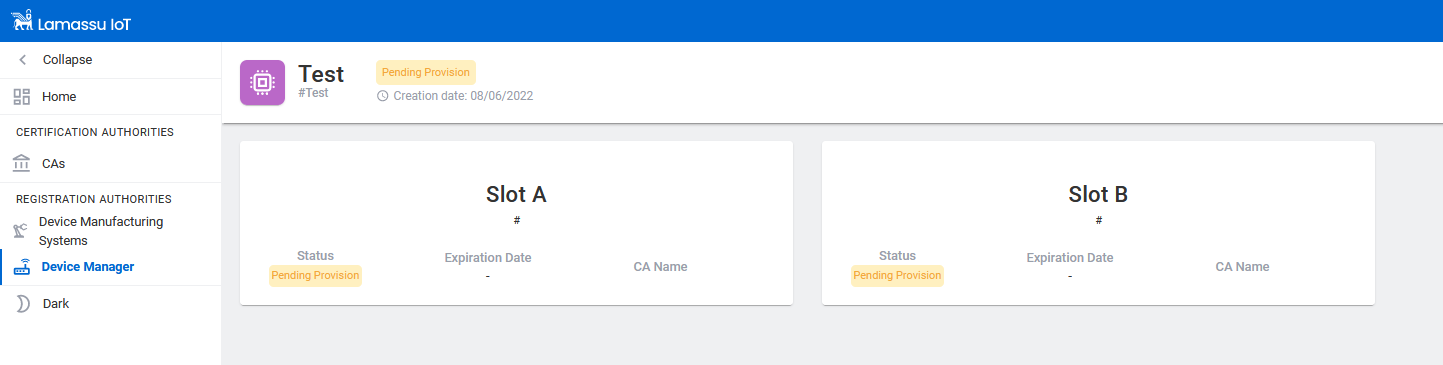 Lamassu IoT
Collapse
Home
CERTIFICATION AUTHORITIES
CAs
REGISTRATION AUTHORITIES
Device Manufacturing
Systems
Device Manager
Dark
Test
#Test
Pending Provision
Creation date: 08/06/2022
Slot A
#
Status
Pending Provision
Expiration Date
-
CA Name
Slot B
#
Status
Pending Provision
Expiration Date
-
CA Name